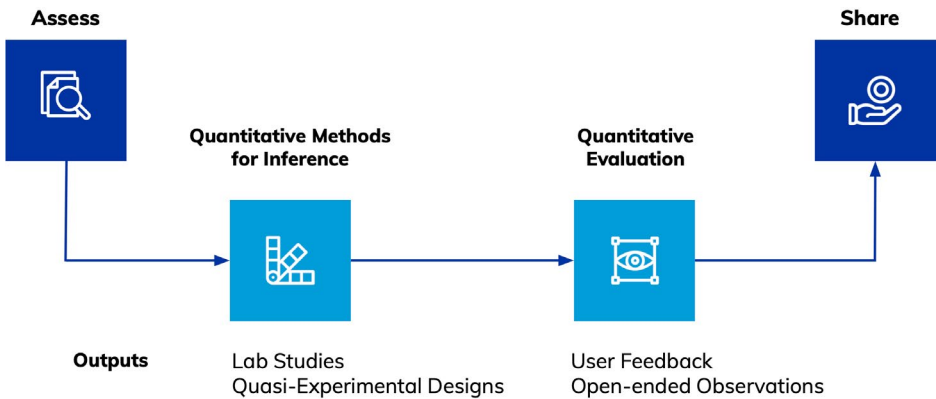 Assess
Share
Quantitative Methods
for Inference
Quantitative
Evaluation
Outputs
Lab Studies
Quasi-Experimental Designs
User Feedback
Open-ended Observations